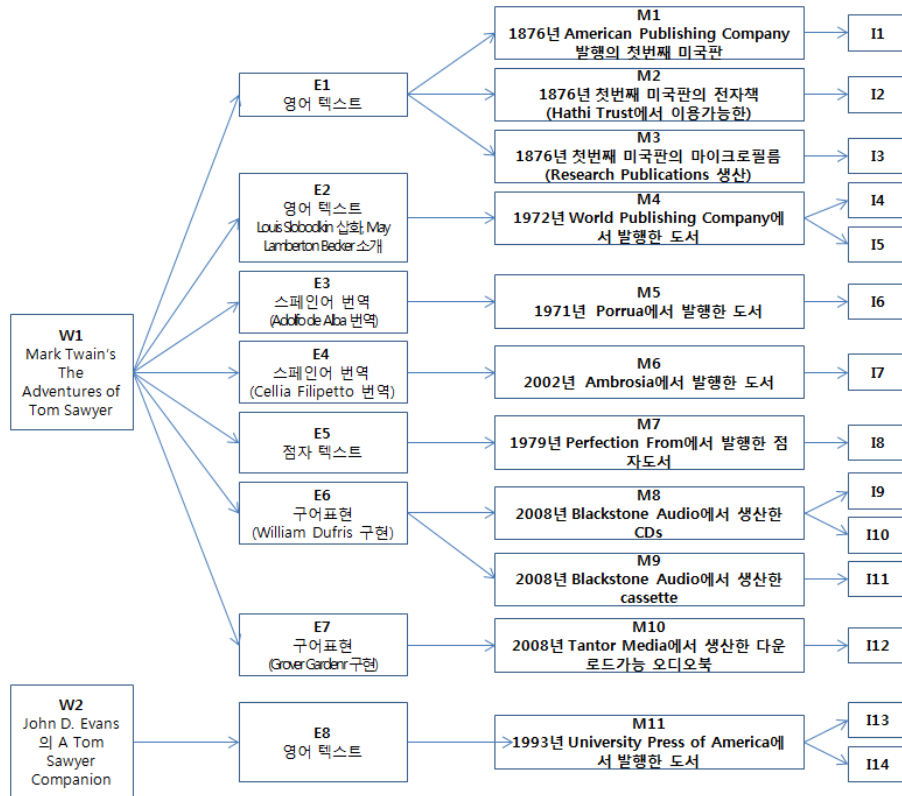 W1
Mark Twain's
The
Adventures of
Tom Sawyer
W2
John D. Evans
의 A Tom
Sawyer
Companion
E1
영어 텍스트
E2
영어 텍스트
Louis Slobodkin 삽화, May
Lamberton Becker 소개
E3
스페인어 번역
(Adolfo de Alba 번역)
E4
스페인어 번역
(Cellia Filipetto 번역)
E5
점자 텍스트
E6
구어표현
(William Dufris 구현)
E7
구어표현
(Grover Gardenr 구현)
E8
영어 텍스트
M1
1876년 American Publishing Company
발행의 첫번째 미국판
M2
1876년 첫번째 미국판의 전자책
(Hathi Trust에서 이용가능한)
M3
1876년 첫번째 미국판의 마이크로필름
(Research Publications 생산)
M4
1972년 World Publishing Company에
서 발행한 도서
M5
1971년 Porrua에서 발행한 도서
M6
2002년 Ambrosia에서 발행한 도서
M7
1979년 Perfection From에서 발행한 점
자도서
M8
2008년 Blackstone Audio에서 생산한
CDs
M9
2008년 Blackstone Audio에서 생산한
cassette
M10
2008년 Tantor Media에서 생산한 다운
로드가능 오디오북
M11
1993년 University Press of America에
서 발행한 도서
I1
I2
I3
I4
I5
I6
I7
I8
I9
I10
I11
I12
I13
I14